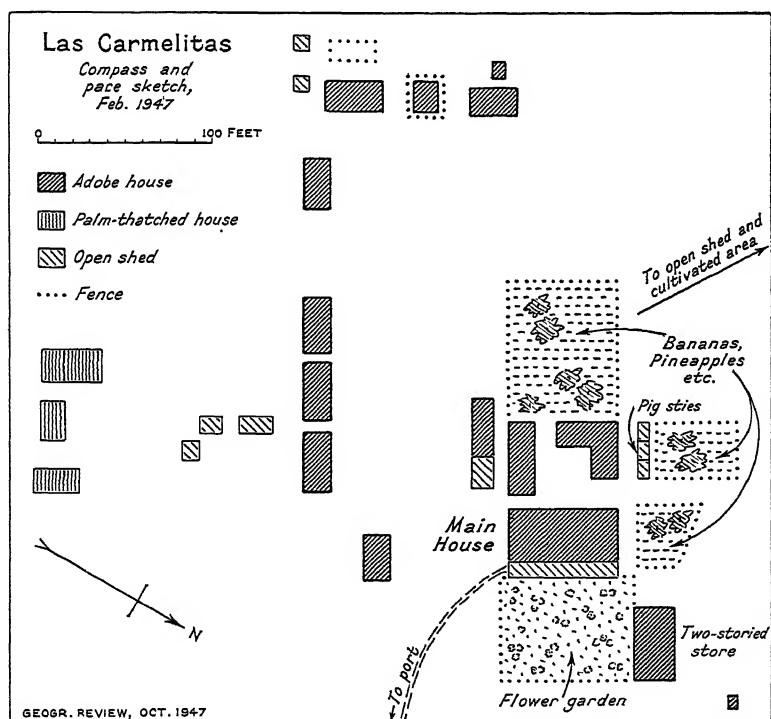 Las Carmelitas
Compass and
pace sketch,
Feb. 1947
0 100 FEET
Adobe house
Palm-thatched house
Open shed
Fence
To open shed and
cultivated area
Bananas,
Pineapples
etc.
Pig sties
Main
House
N
To port
Flower garden
Two-storied
store
GEOGR. REVIEW, OCT. 1947